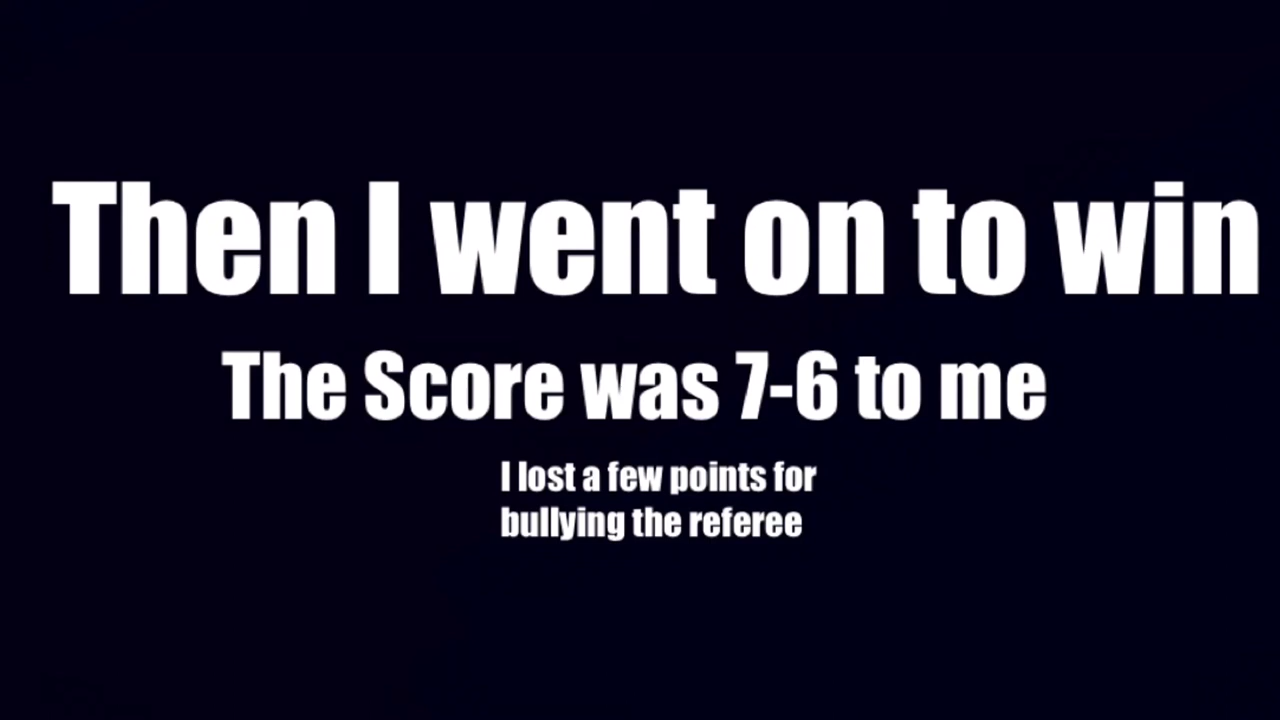 Then I went on to win
The Score was 7-6 to me
I lost a few points for
bullying the referee